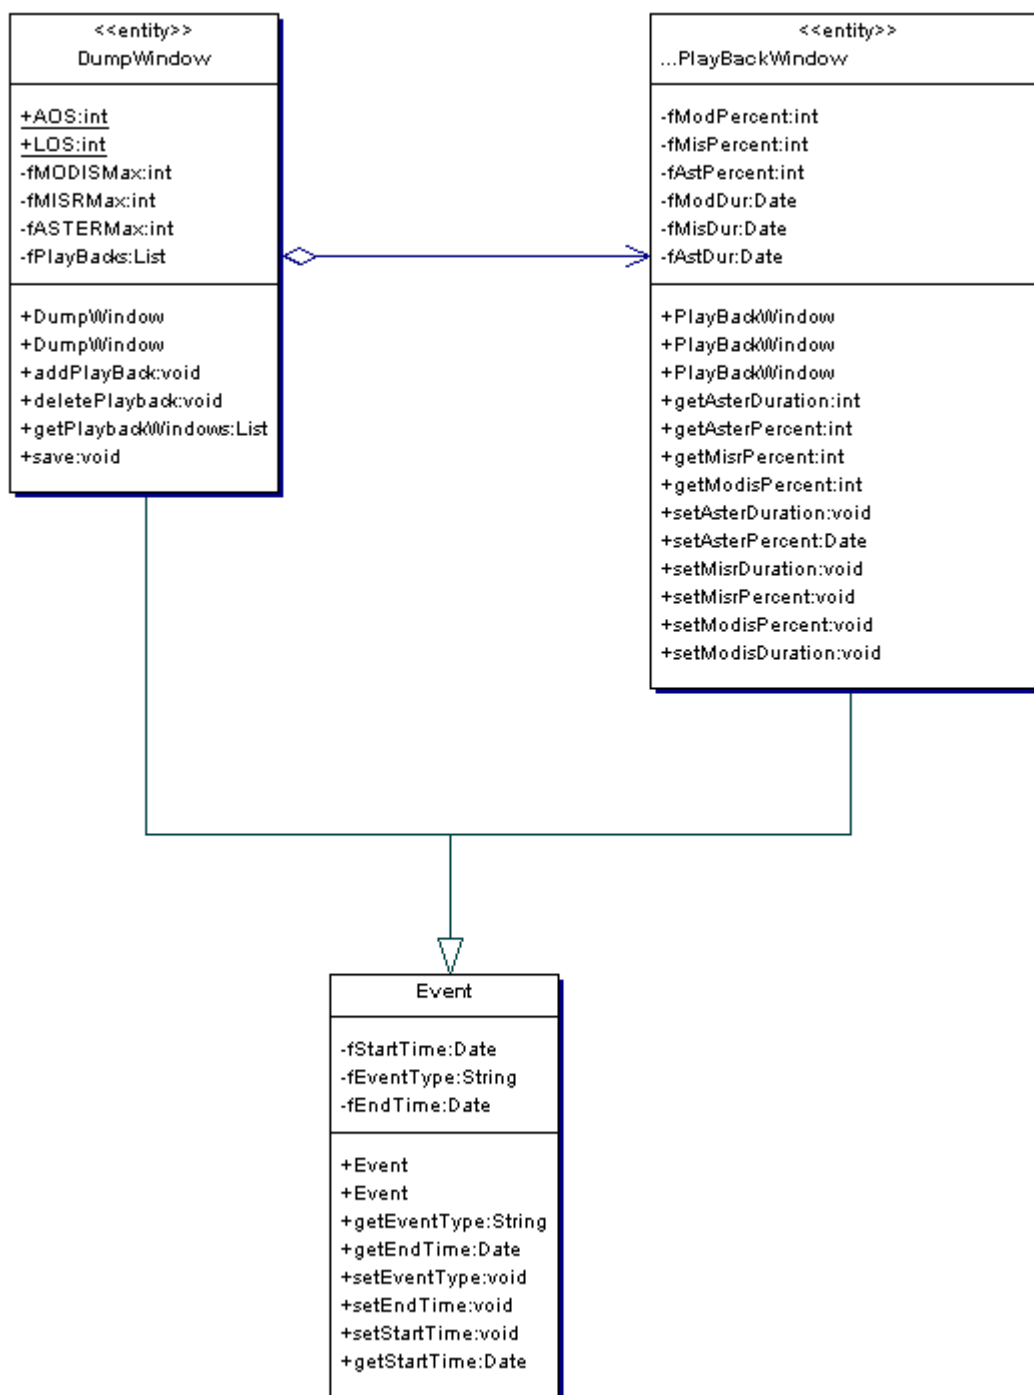 <<entity>>
DumpWindow
+AOS:int
+LOS:int
-fMODISMax:int
-fMISRMax:int
-fASTERMax:int
-fPlayBacks:List
+DumpWindow
+DumpWindow
+addPlayBack:void
+deletePlayback:void
+getPlaybackWindows:List
+save:void
<<entity>>
...PlayBackWindow
-fModPercent:int
-fMisPercent:int
-fAstPercent:int
-fModDur:Date
-fMisDur:Date
-fAstDur:Date
+PlayBackWindow
+PlayBackWindow
+PlayBackWindow
+getAsterDuration:int
+getAsterPercent:int
+getMisrPercent:int
+getModisPercent:int
+setAsterDuration:void
+setAsterPercent:Date
+setMisrDuration:void
+setMisrPercent:void
+setModisPercent:void
+setModisDuration:void
Event
-fStartTime:Date
-fEventType:String
-fEndTime:Date
+Event
+Event
+getEventType:String
+getEndTime:Date
+setEventType:void
+setEndTime:void
+setStartTime:void
+getStartTime:Date